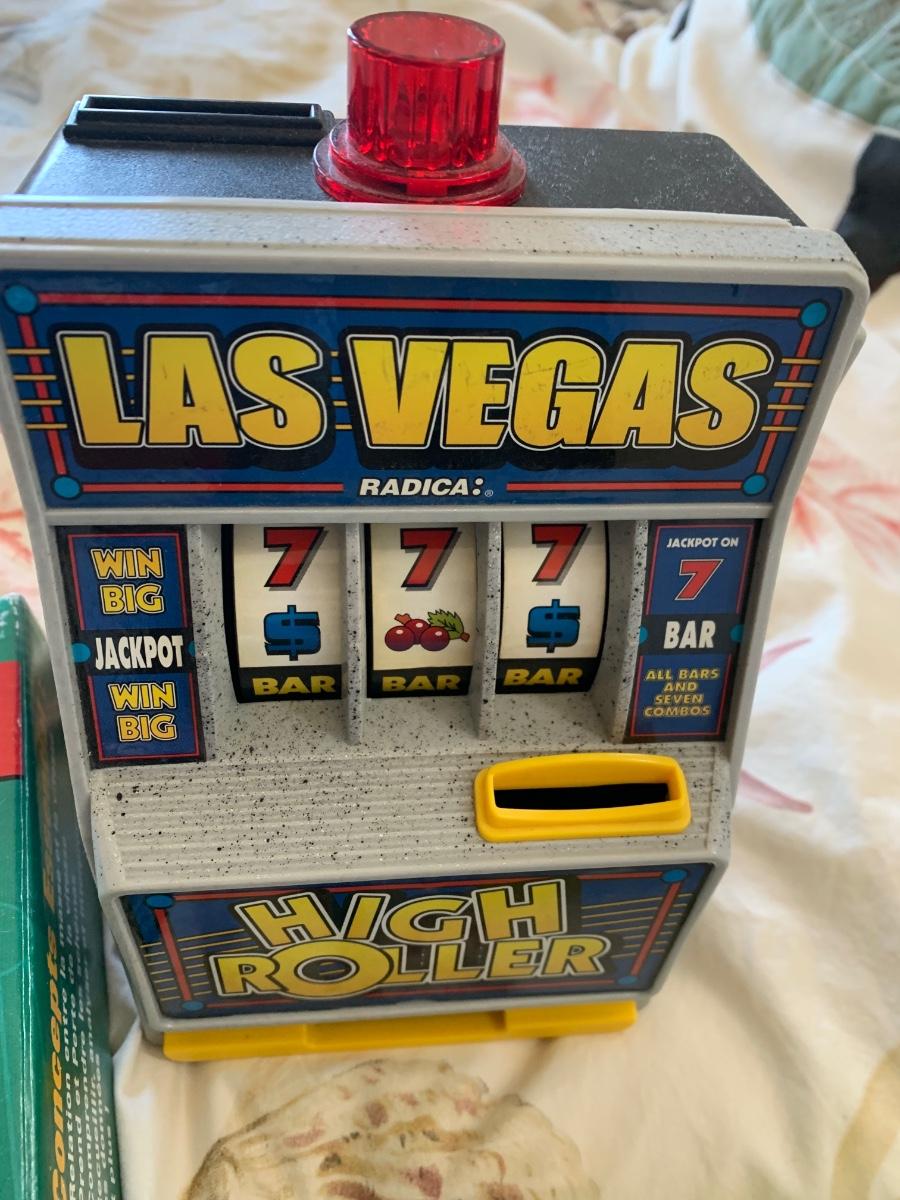 LAS VEGAS
RADICA:®
WIN
BIG
JACKPOT
WIN
BIG
7 7 7
$ $
BAR BAR BAR
JACKPOT ON
7
BAR
ALL BARS
AND
SEVEN
COMBOS
HIGH
ROLLER
Concept